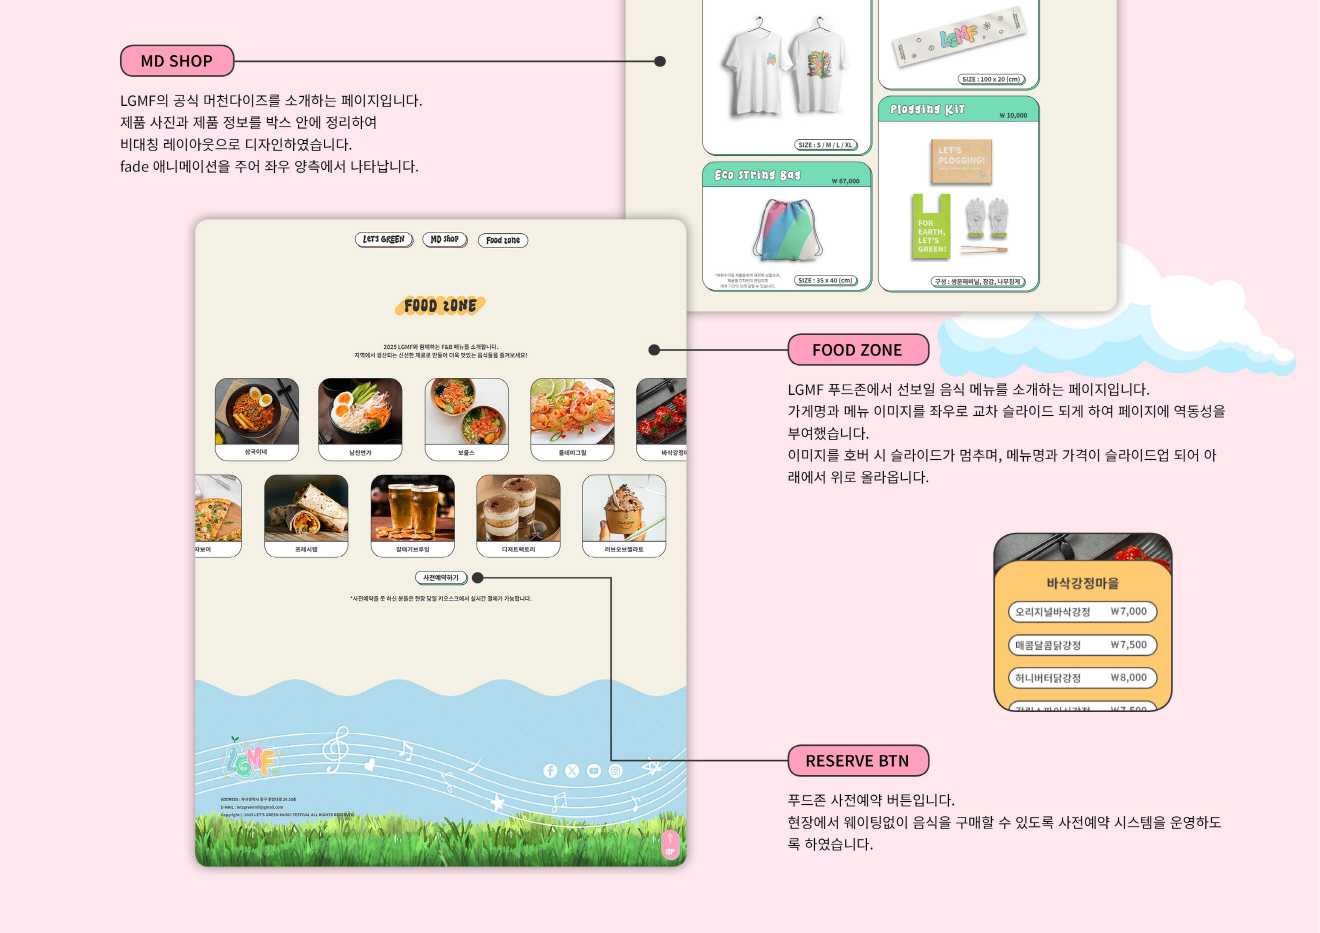 MD SHOP
LGMF의 공식 머천다이즈를 소개하는 페이지입니다.
제품 사진과 제품 정보를 박스 안에 정리하여
비대칭 레이아웃으로 디자인하였습니다.
fade 애니메이션을 주어 좌우 양측에서 나타납니다.
SIZE : S / M / L / XL
LGMF
SIZE : 100 x 20 (cm)
Eco String Bag
₩ 67,000
SIZE : 35 x 40 (cm)
Plogging Kit
₩ 10,000
LET'S
PLOGGING!
FOR
EARTH,
LET'S
GREEN!
구성 : 생분해비닐, 장갑, 나무집게
Let's GREEN
MD shop
Food zone
FOOD ZONE
2025 LGMF와 함께하는 F&B 메뉴를 소개합니다.
지역에서 생산되는 신선한 재료로 만들어 더욱 맛있는 음식들을 즐겨보세요!
상국이네
남천면가
보울스
홀데이그릴
바삭강정마
자보이
프레시랩
갈매기브루잉
디저트팩토리
러브오브젤라토
사전예약하기
*사전예약을 못 하신 분들은 현장 당일 키오스크에서 실시간 결제가 가능합니다.
LGMF
E-MAIL : letsgreenmf@gmail.com
Copyright : 2025 LET'S GREEN MUSIC FESTIVAL ALL RIGHTS RESERVED
UP
FOOD ZONE
LGMF 푸드존에서 선보일 음식 메뉴를 소개하는 페이지입니다.
가게명과 메뉴 이미지를 좌우로 교차 슬라이드 되게 하여 페이지에 역동성을
부여했습니다.
이미지를 호버 시 슬라이드가 멈추며, 메뉴명과 가격이 슬라이드업 되어 아
래에서 위로 올라옵니다.
바삭강정마을
오리지널바삭강정 ₩7,000
매콤달콤닭강정 ₩7,500
허니버터닭강정 ₩8,000
₩7,500
RESERVE BTN
푸드존 사전예약 버튼입니다.
현장에서 웨이팅없이 음식을 구매할 수 있도록 사전예약 시스템을 운영하도
록 하였습니다.